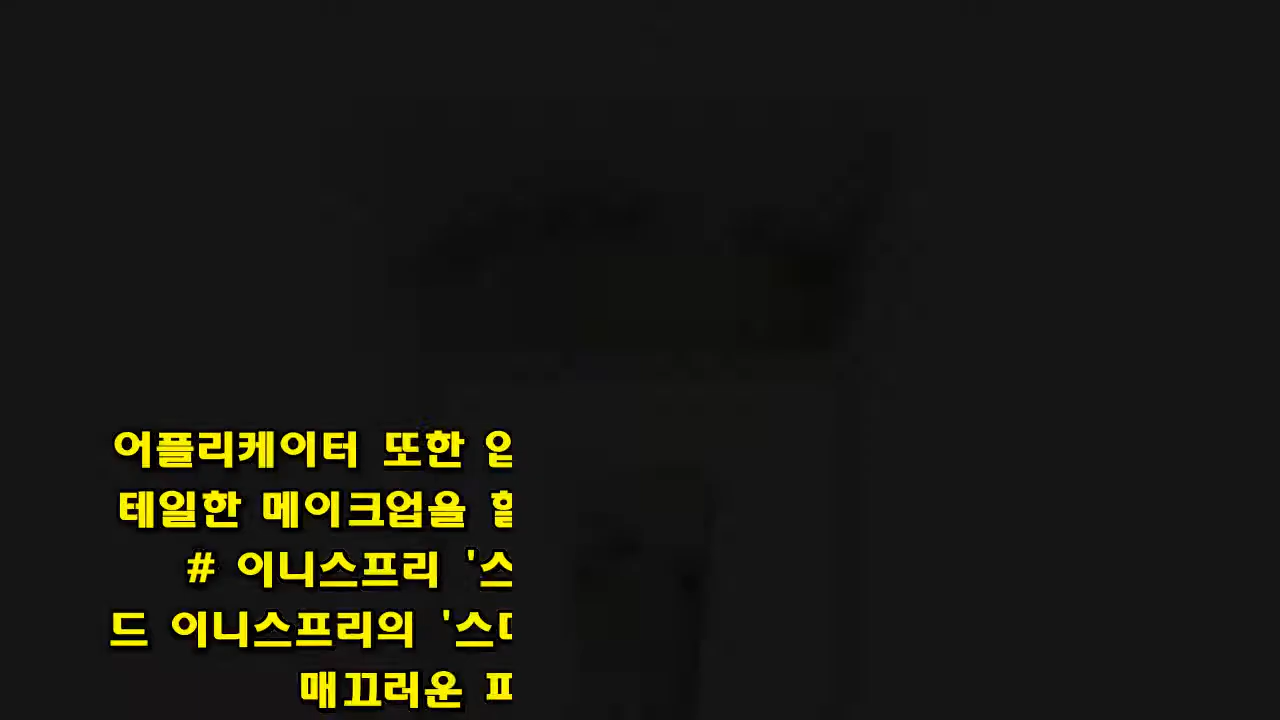 어플리케이터 또한
테일한 메이크업을
# 이니스프리
드 이니스프리의
매끄러운